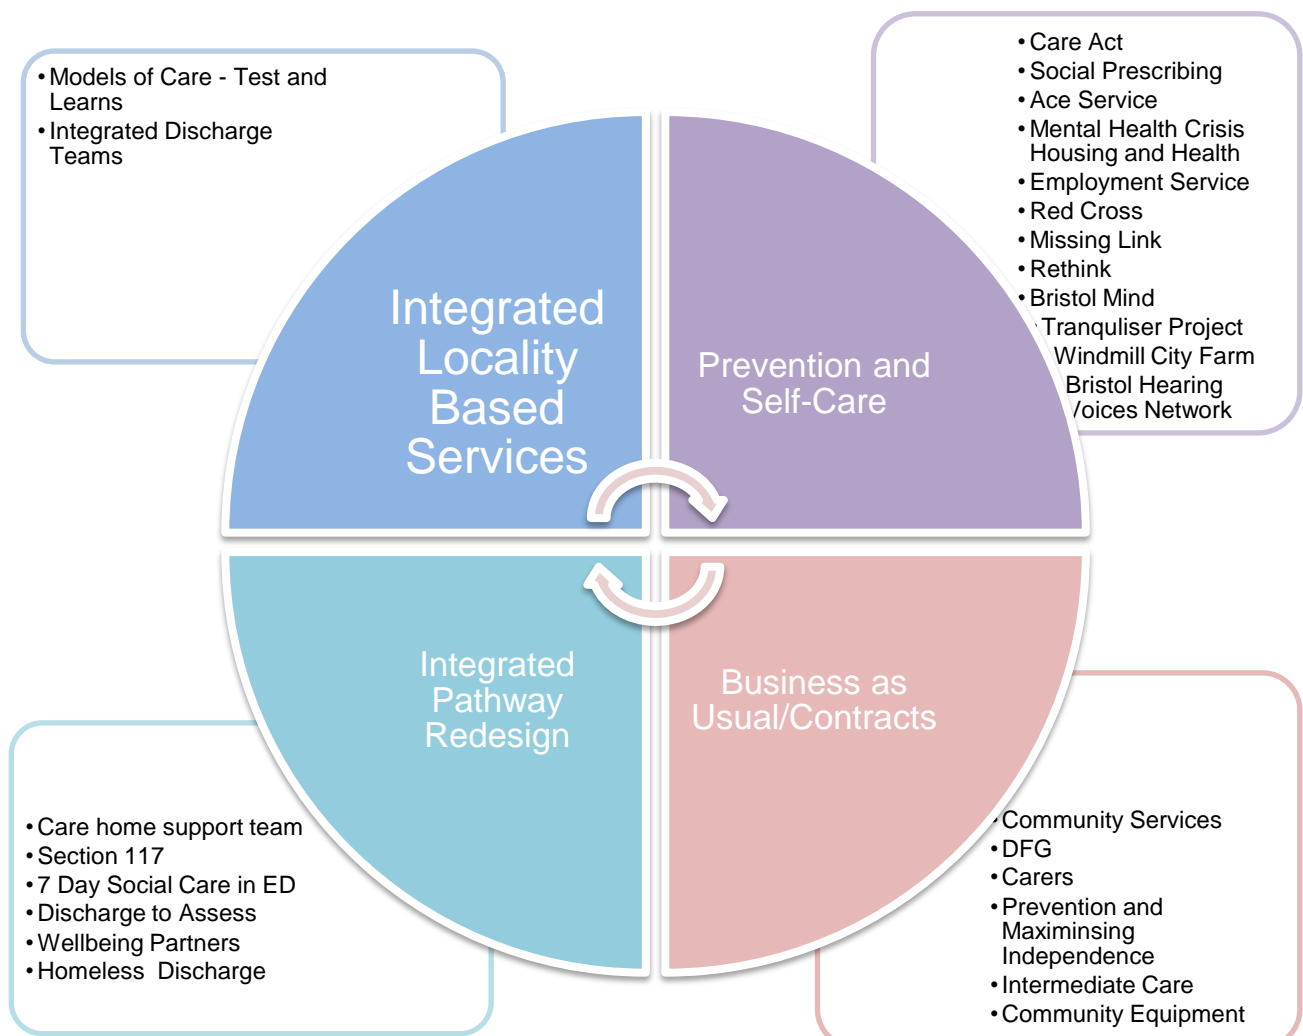 • Models of Care - Test and
Learns
• Integrated Discharge
Teams
• Care Act
• Social Prescribing
• Ace Service
• Mental Health Crisis
Housing and Health
• Employment Service
• Red Cross
• Missing Link
• Rethink
• Bristol Mind
Tranquliser Project
Windmill City Farm
Bristol Hearing
Voices Network
Integrated
Locality
Based
Services
Prevention and
Self-Care
Integrated
Pathway
Redesign
Business as
Usual/Contracts
• Care home support team
• Section 117
• 7 Day Social Care in ED
• Discharge to Assess
• Wellbeing Partners
• Homeless  Discharge
• Community Services
• DFG
• Carers
• Prevention and
Maximinsing
Independence
• Intermediate Care
• Community Equipment